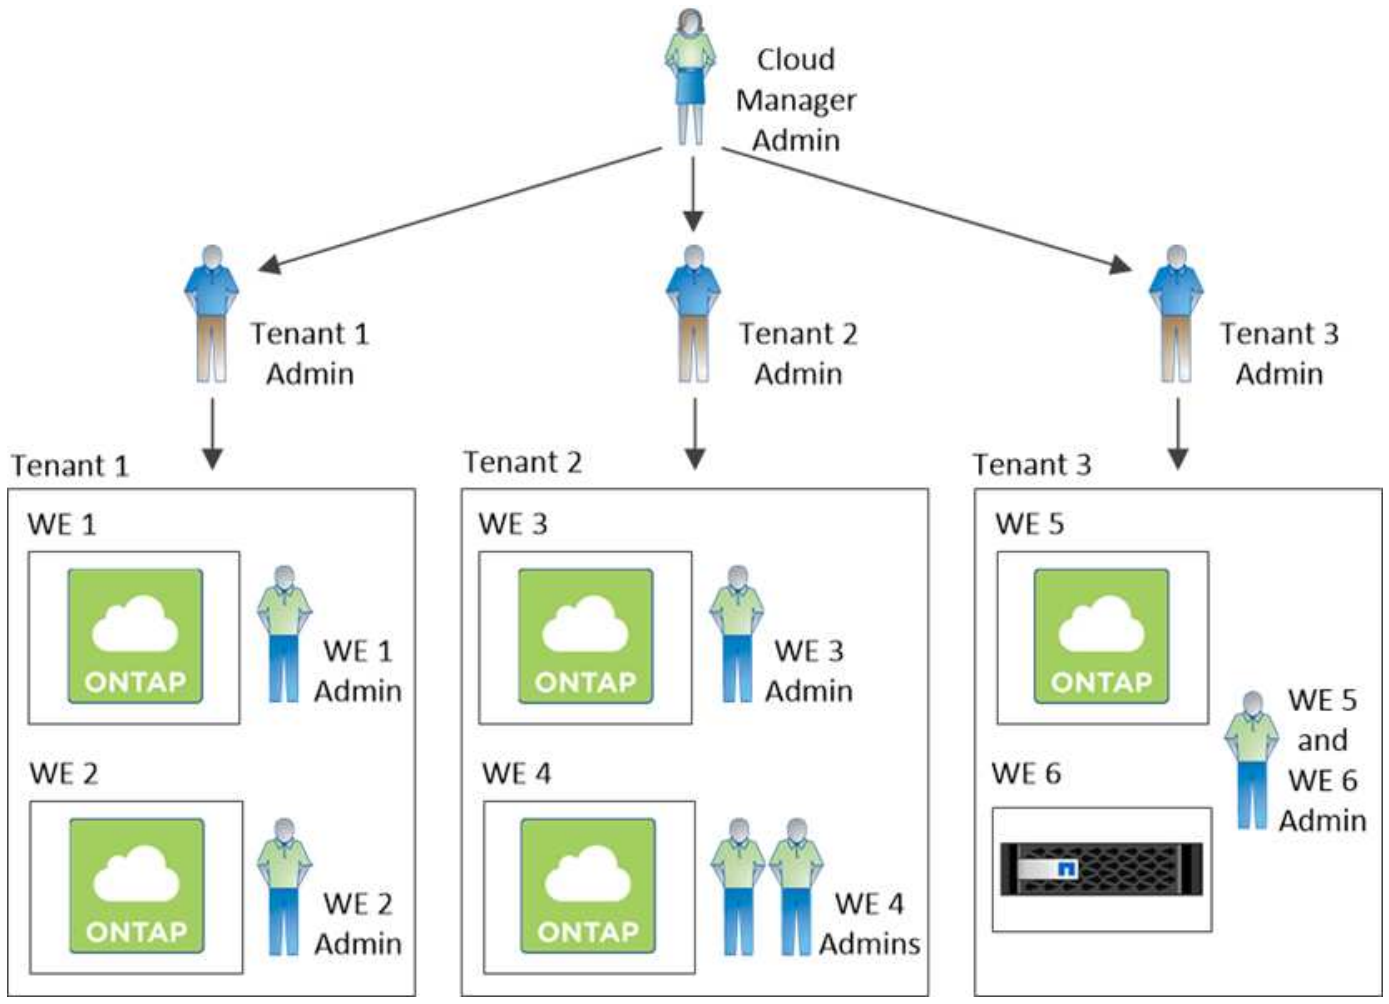 Cloud
Manager
Admin
Tenant 1
Admin
Tenant 2
Admin
Tenant 3
Admin
Tenant 1
WE 1
ONTAP
WE 1
Admin
WE 2
ONTAP
WE 2
Admin
Tenant 2
WE 3
ONTAP
WE 3
Admin
WE 4
ONTAP
WE 4
Admins
Tenant 3
WE 5
ONTAP
WE 6
WE 5
and
WE 6
Admin